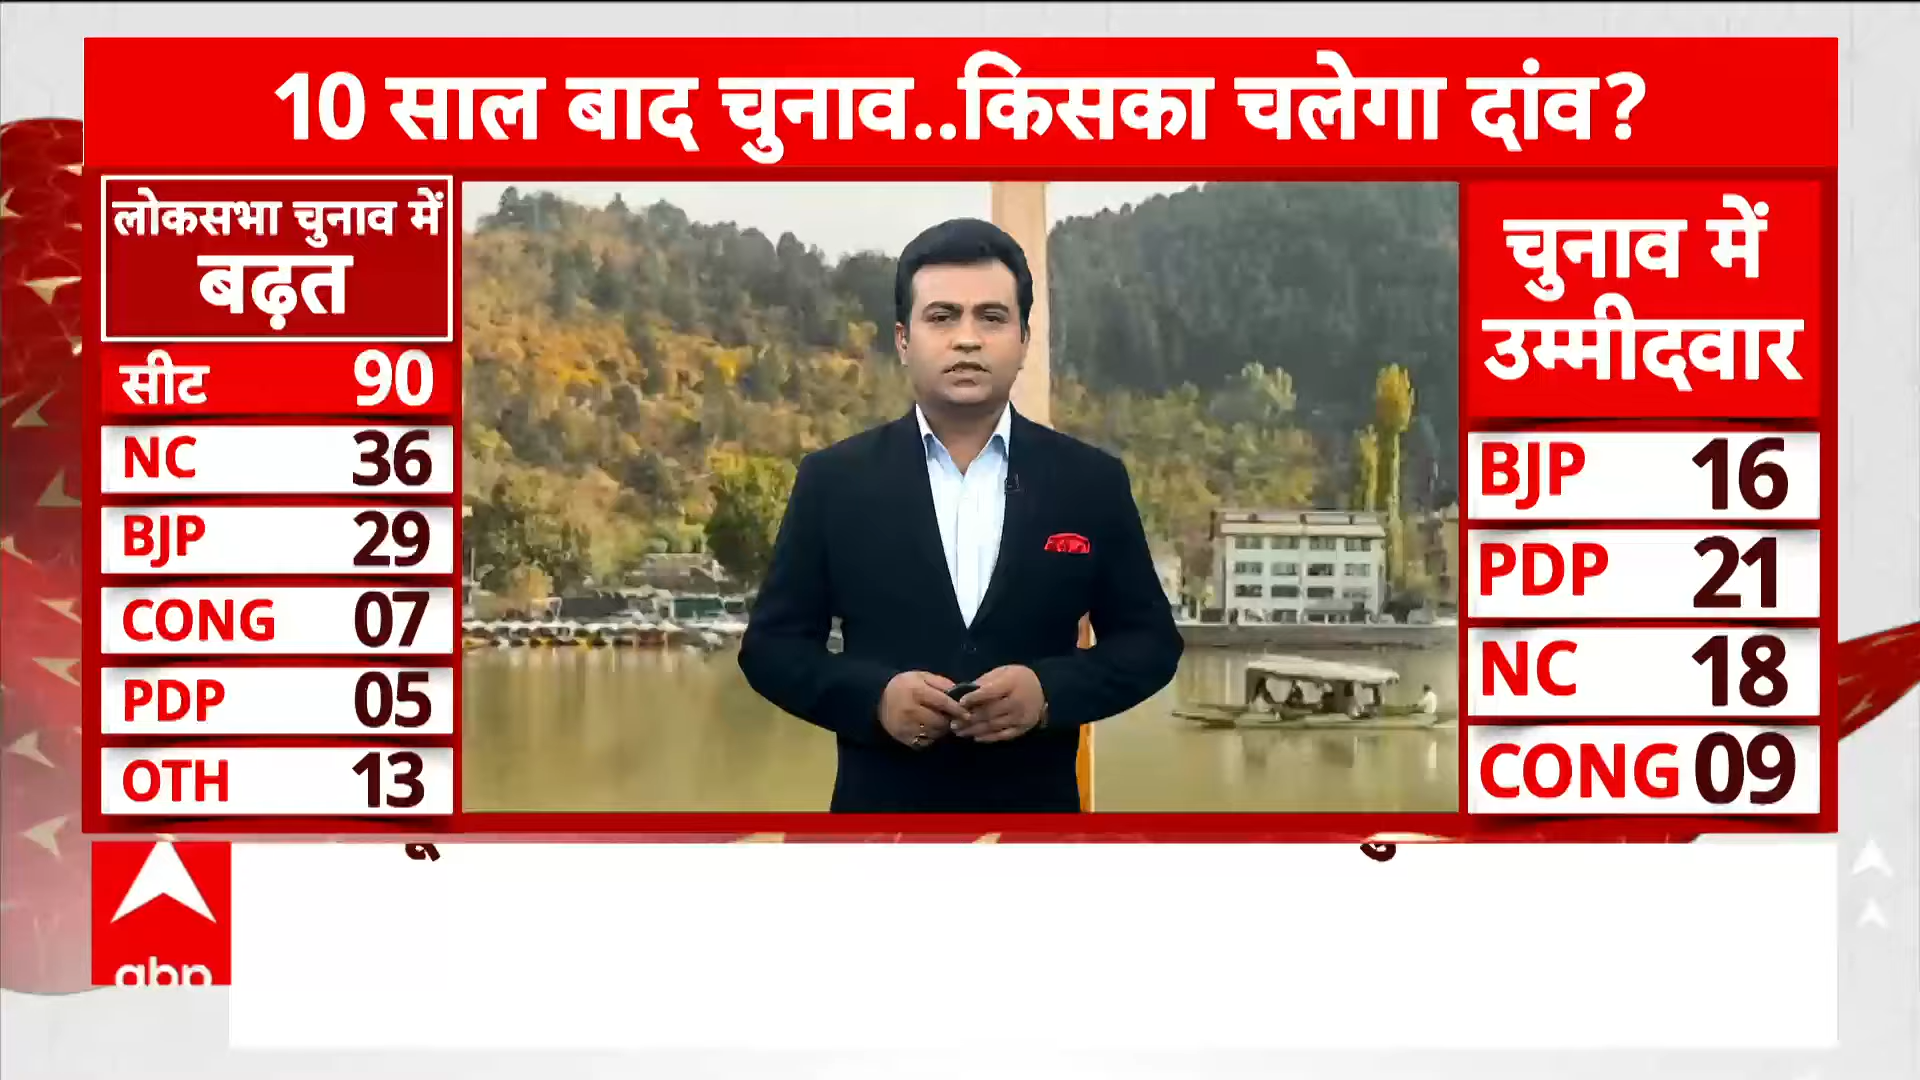 10 साल बाद चुनाव..किसका चलेगा दांव?
लोकसभा चुनाव में
बढ़त
सीट 90
NC 36
BJP 29
CONG 07
PDP 05
OTH 13
चुनाव में
उम्मीदवार
BJP 16
PDP 21
NC 18
CONG 09
abp